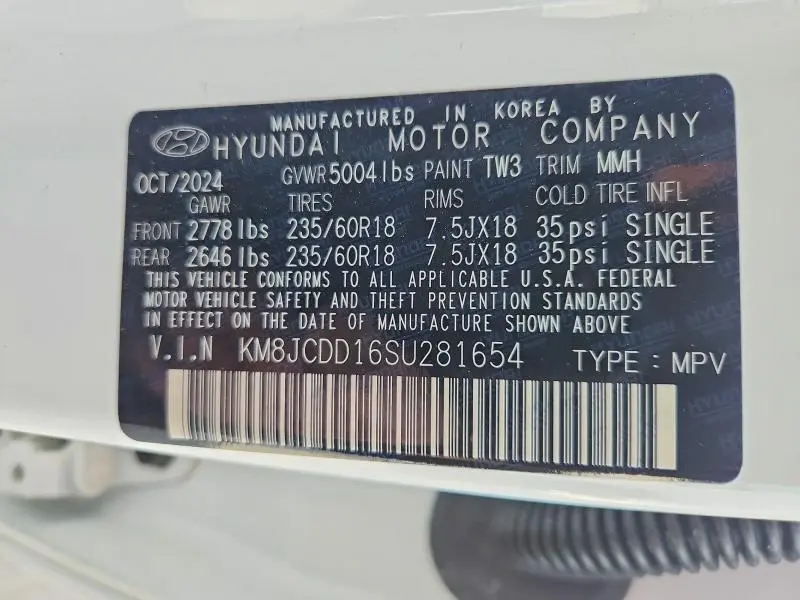 MANUFACTURED IN KOREA BY
HYUNDAI MOTOR COMPANY
OCT/2024 GVWR 5004lbs PAINT TW3 TRIM MMH
GAWR TIRES RIMS COLD TIRE INFL
FRONT 2778 lbs 235/60R18 7.5JX18 35psi SINGLE
REAR 2646 lbs 235/60R18 7.5JX18 35psi SINGLE
THIS VEHICLE CONFORMS TO ALL APPLICABLE U.S.A. FEDERAL
MOTOR VEHICLE SAFETY AND THEFT PREVENTION STANDARDS
IN EFFECT ON THE DATE OF MANUFACTURE SHOWN ABOVE
V.I.N KM8JCDD16SU281654 TYPE : MPV